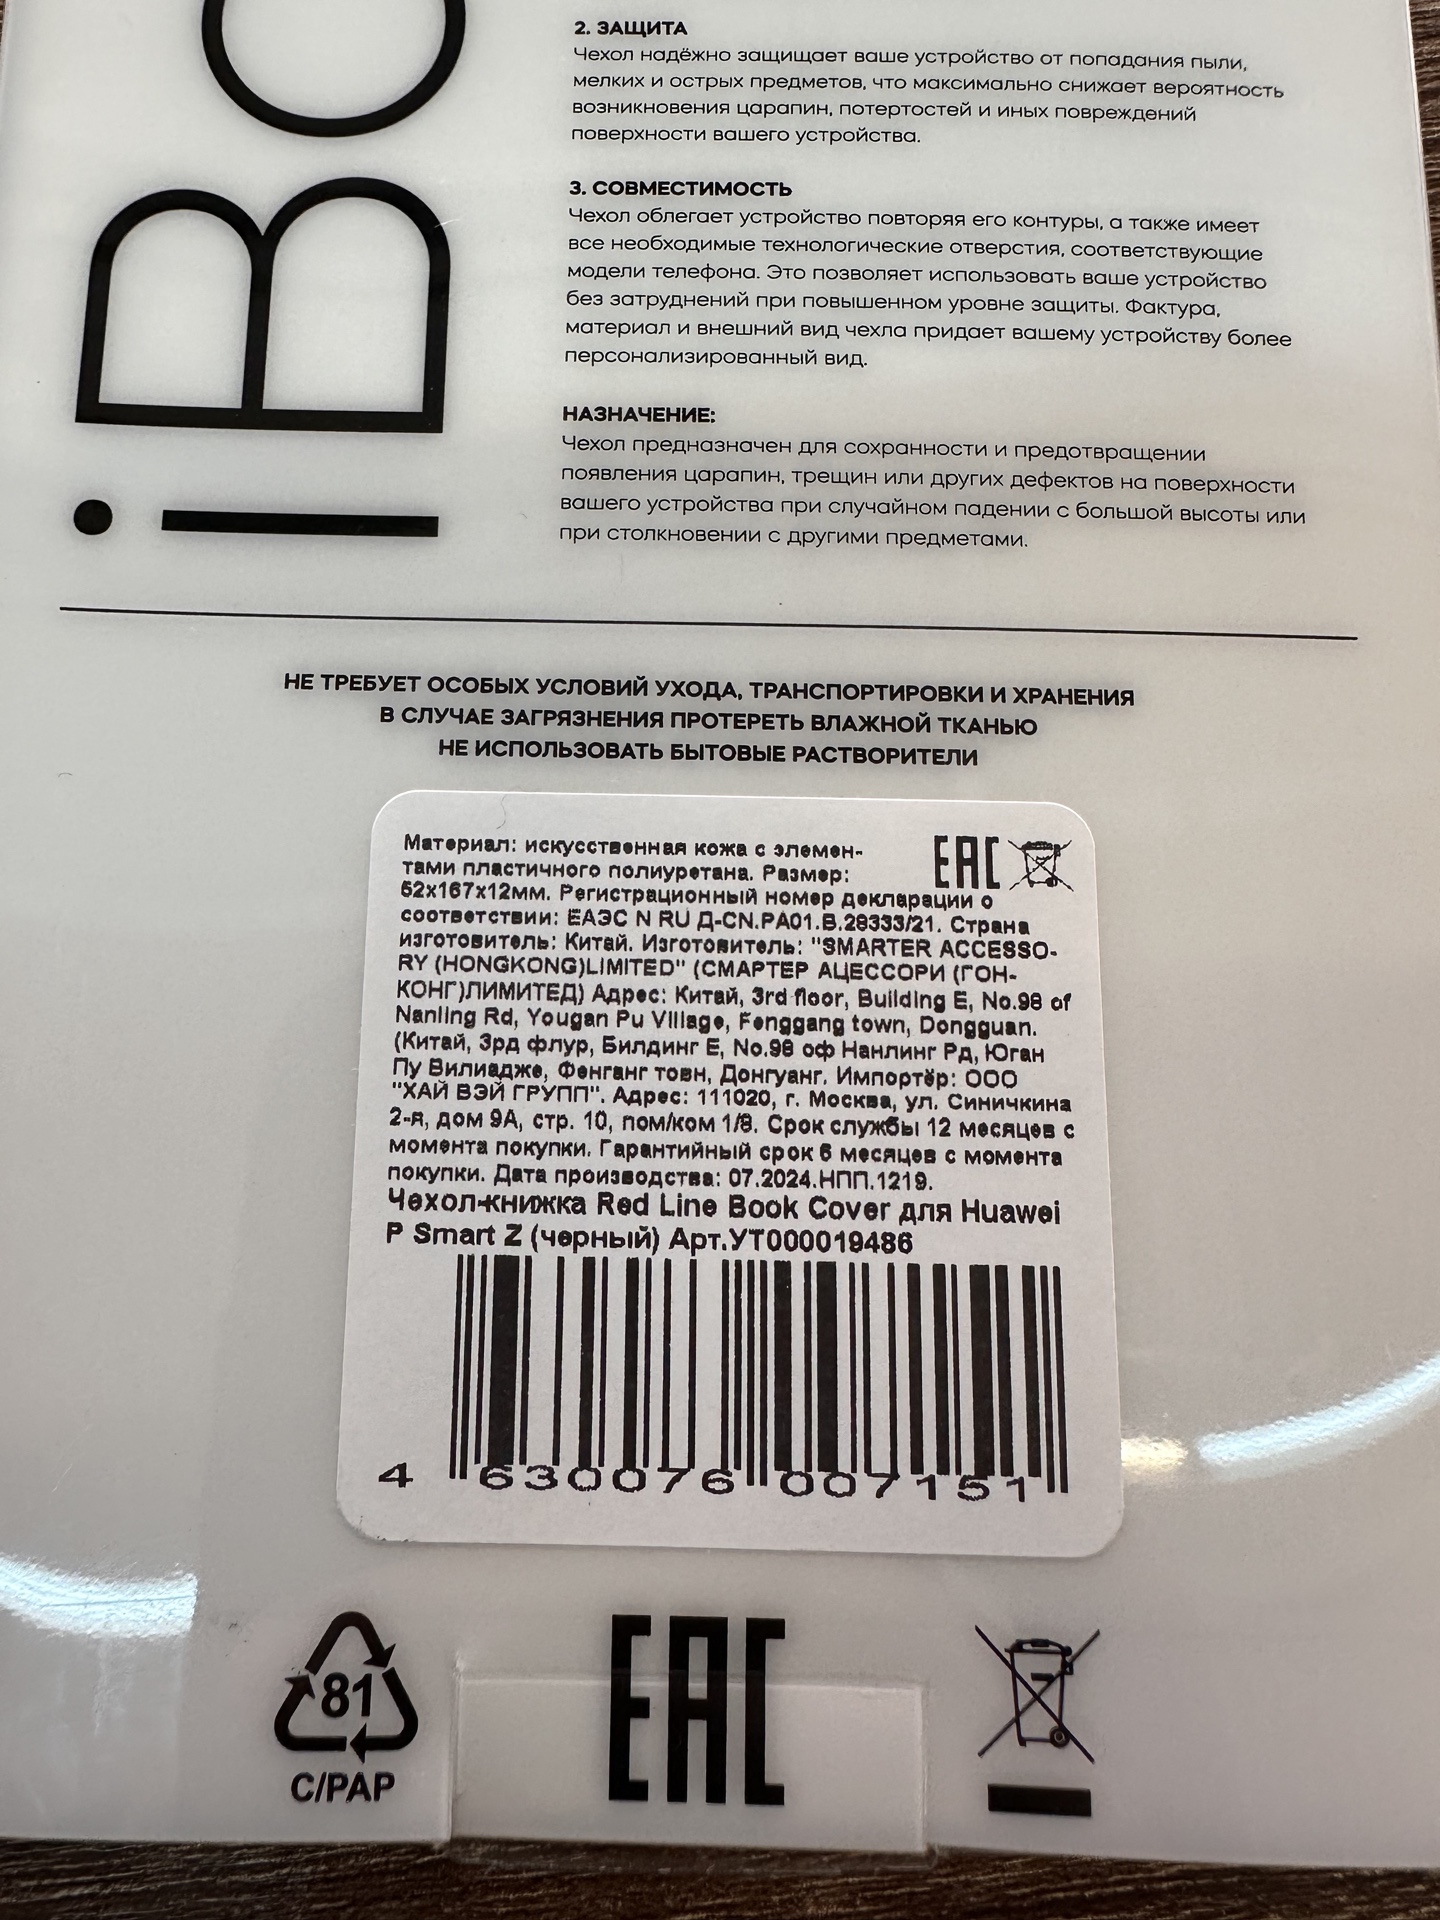 iBO
2. ЗАЩИТА
Чехол надёжно защищает ваше устройство от попадания пыли,
мелких и острых предметов, что максимально снижает вероятность
возникновения царапин, потертостей и иных повреждений
поверхности вашего устройства.
3. СОВМЕСТИМОСТЬ
Чехол облегает устройство повторяя его контуры, а также имеет
все необходимые технологические отверстия, соответствующие
модели телефона. Это позволяет использовать ваше устройство
без затруднений при повышенном уровне защиты. Фактура,
материал и внешний вид чехла придает вашему устройству более
персонализированный вид.
НАЗНАЧЕНИЕ:
Чехол предназначен для сохранности и предотвращении
появления царапин, трещин или других дефектов на поверхности
вашего устройства при случайном падении с большой высоты или
при столкновении с другими предметами.
НЕ ТРЕБУЕТ ОСОБЫХ УСЛОВИЙ УХОДА, ТРАНСПОРТИРОВКИ И ХРАНЕНИЯ
В СЛУЧАЕ ЗАГРЯЗНЕНИЯ ПРОТЕРЕТЬ ВЛАЖНОЙ ТКАНЬЮ
НЕ ИСПОЛЬЗОВАТЬ БЫТОВЫЕ РАСТВОРИТЕЛИ
Материал: искусственная кожа с элемен-
тами пластичного полиуретана. Размер:
EAC
62х167х12мм. Регистрационный номер декларации о
соответствии: ЕАЭС N RU Д-CN.РА01.В.28333/21. Страна
изготовитель: Китай. Изготовитель: "SMARTER ACCESSO-
RY (HONGKONG)LIMITED" (СМАРТЕР АЦЕССОРИ (ГОН-
КОНГ)ЛИМИТЕД) Адрес: Китай, 3rd floor, Building E, No.98 of
Nanling Rd, Yougan Pu Village, Fenggang town, Dongguan.
(Китай, 3рд флур, Билдинг Е, No.98 оф Нанлинг Рд, Юган
Пу Вилиадже, Фенганг товн, Донгуанг. Импортёр: ООО
"ХАЙ ВЭЙ ГРУПП". Адрес: 111020, г. Москва, ул. Синичкина
2-я, дом 9А, стр. 10, пом/ком 1/8. Срок службы 12 месяцев с
момента покупки. Гарантийный срок 6 месяцев с момента
покупки. Дата производства: 07.2024.НПП.1219.
Чехол-книжка Red Line Book Cover для Huawei
P Smart Z (черный) Арт.УТ000019486
4 630076 007151
81
C/PAP
EAC